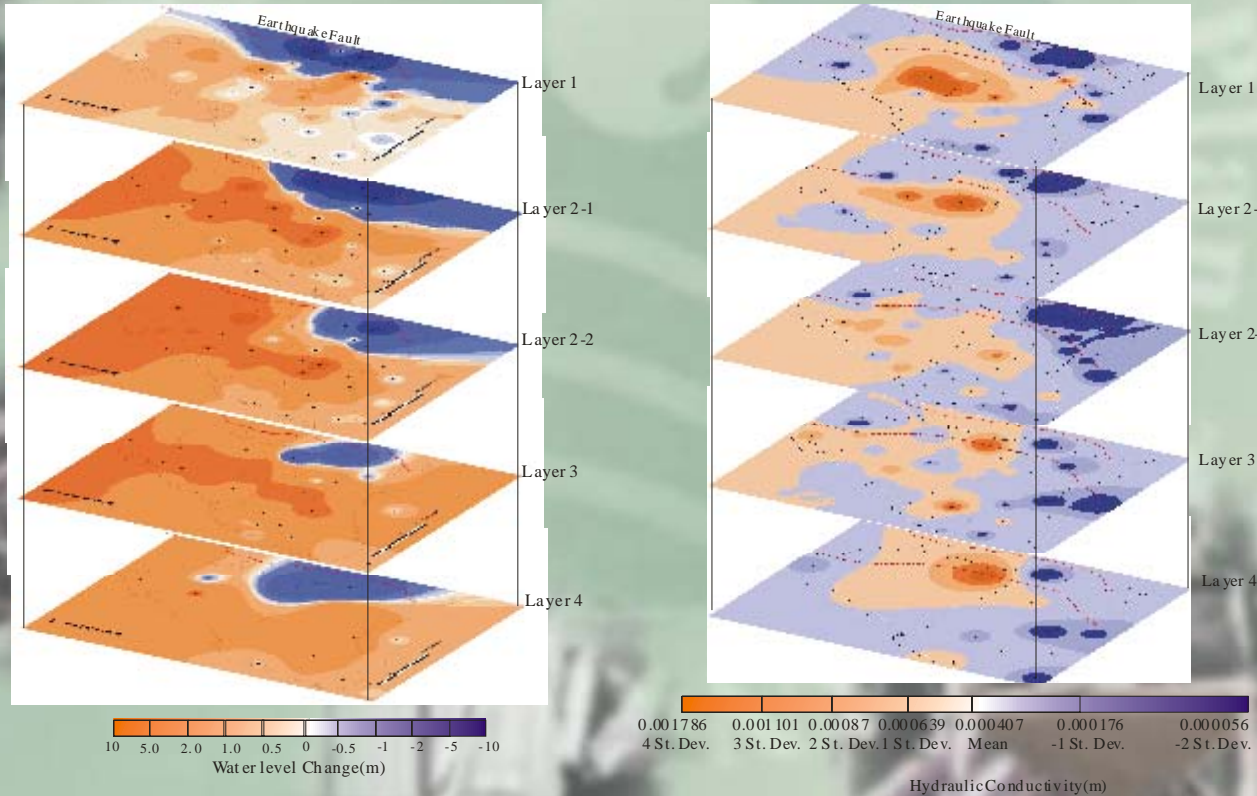 Earthquake Fault
Layer 1
Layer 2-1
Layer 2-2
Layer 3
Layer 4
10 5.0 2.0 1.0 0.5 0 -0.5 -1 -2 -5 -10
Water level Change(m)
Earthquake Fault
Layer 1
Layer 2-
Layer 2-
Layer 3
Layer 4
0.001786 0.001101 0.00087 0.000639 0.000407 0.000176 0.000056
4 St. Dev. 3 St. Dev. 2 St. Dev. 1 St. Dev. Mean -1 St. Dev. -2 St. Dev.
Hydraulic Conductivity(m)